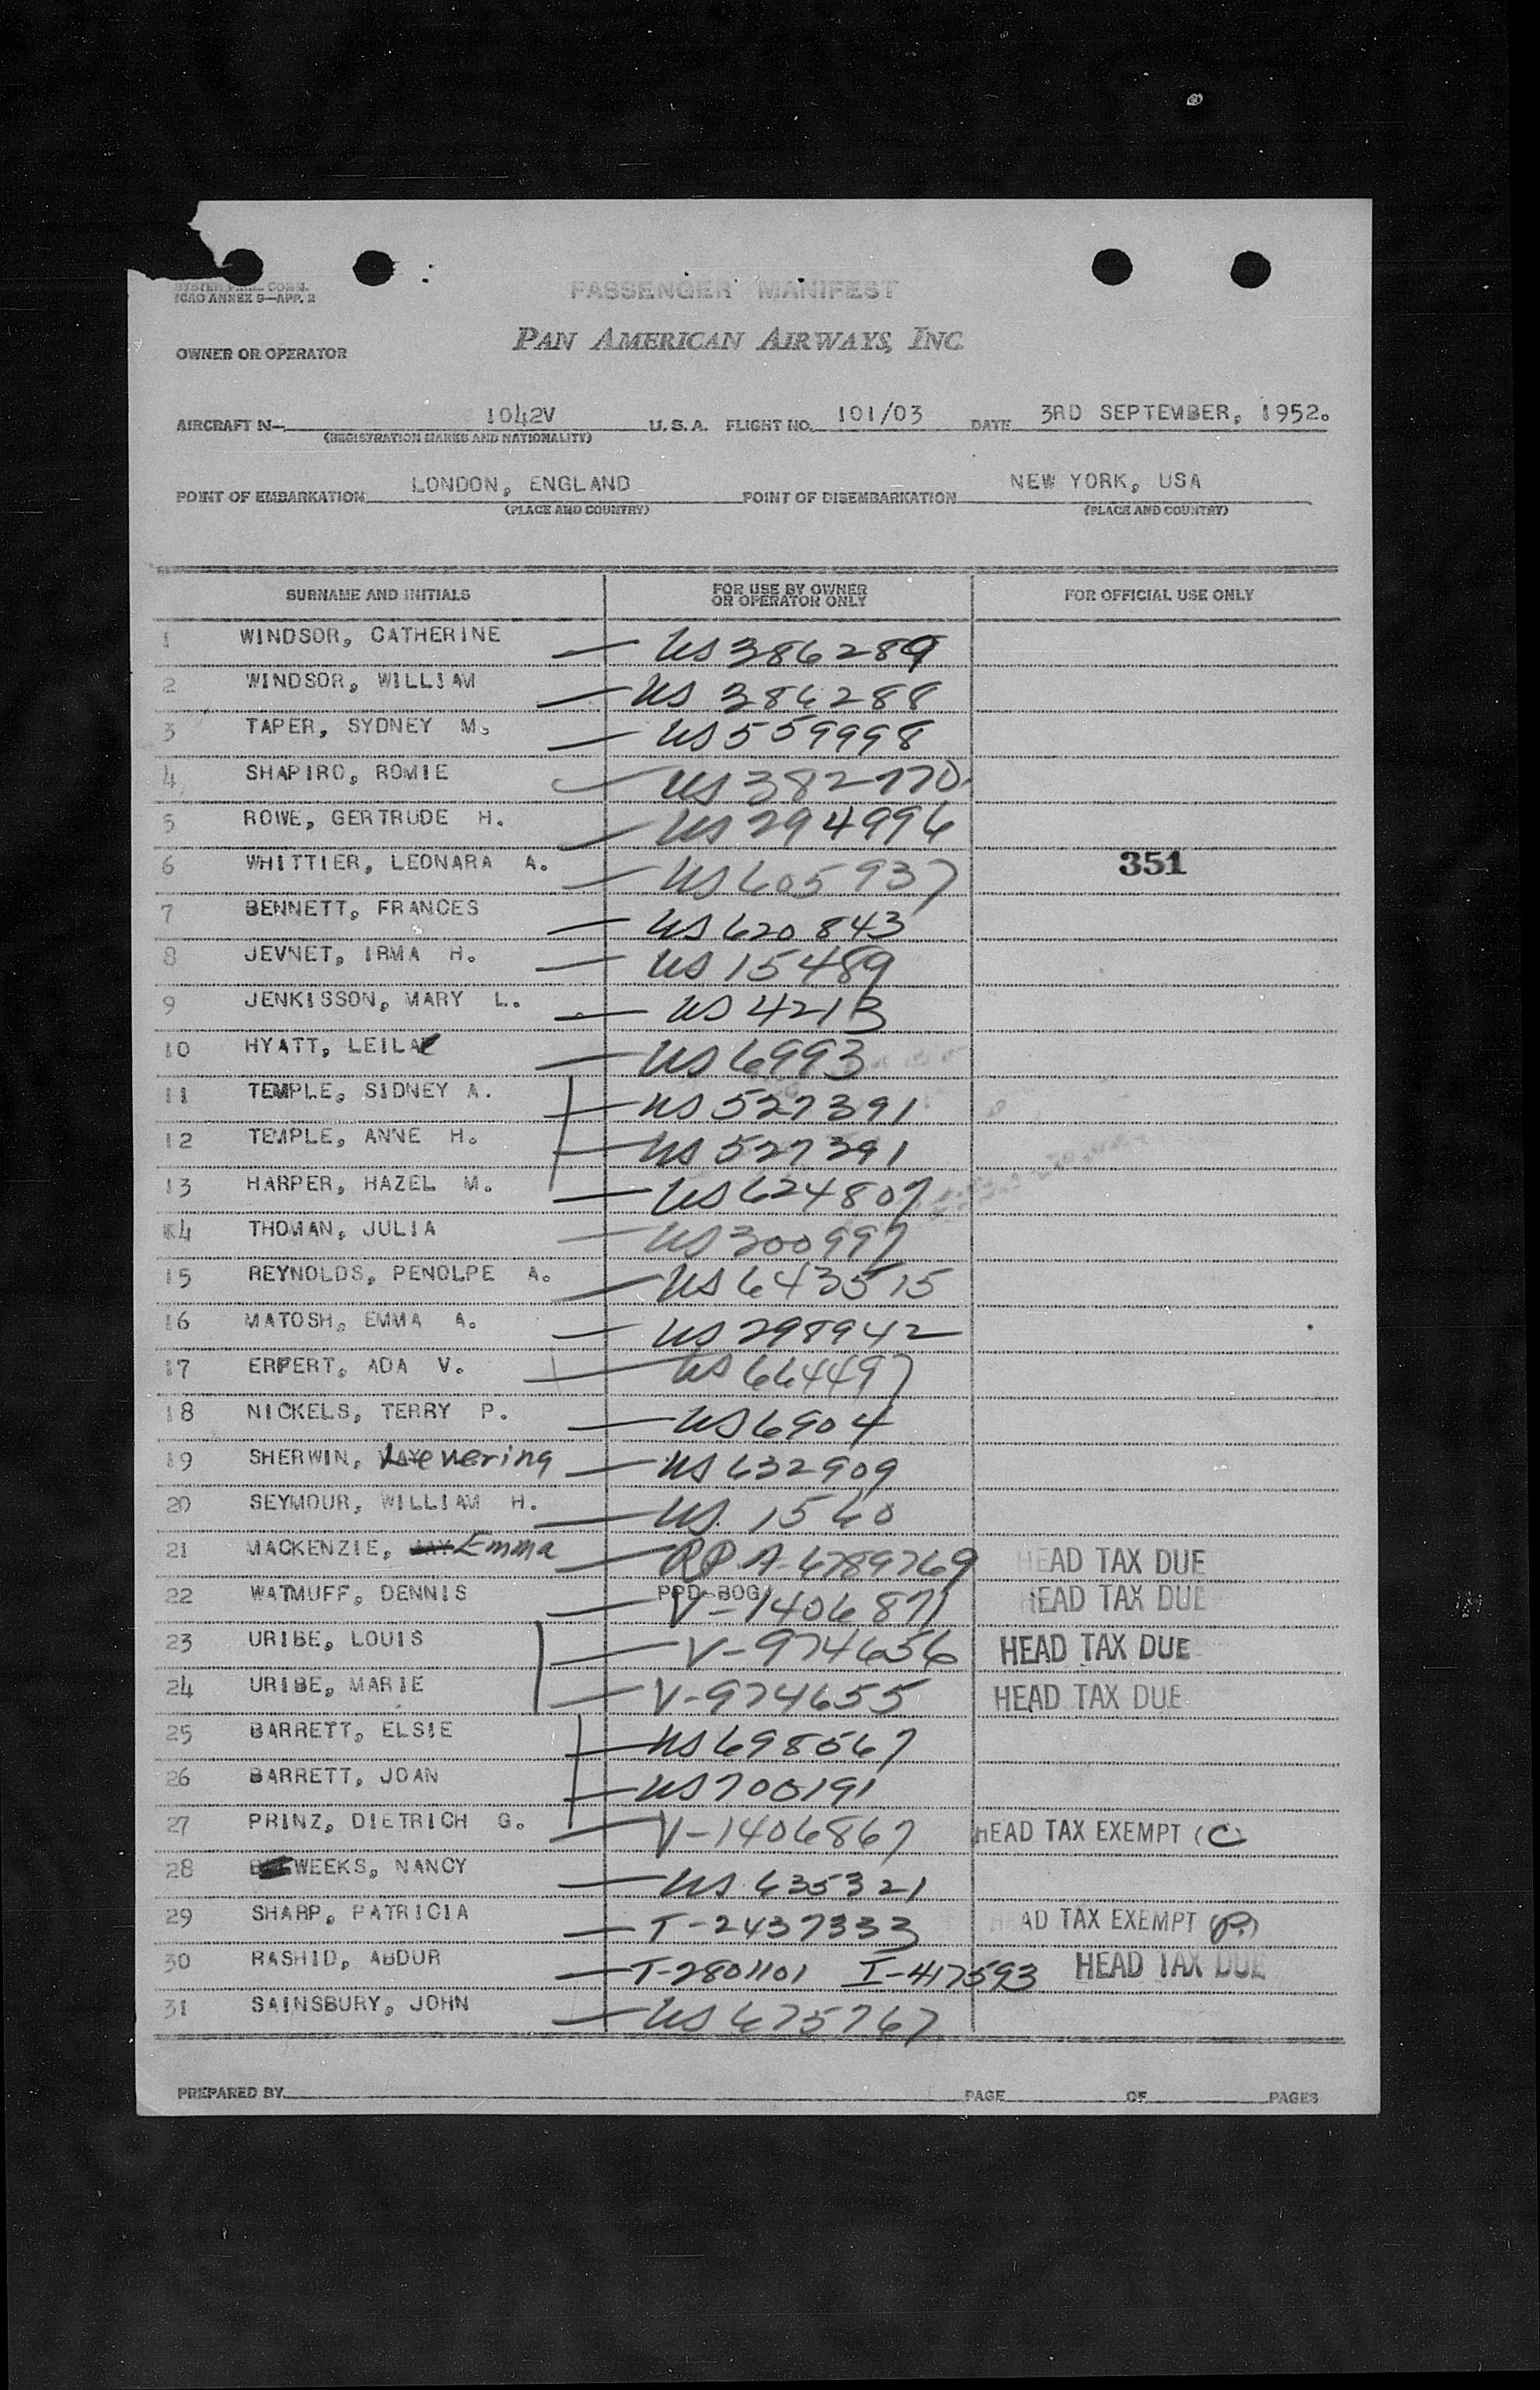 ICAO ANNEX 9—APP. 2
PASSENGER MANIFEST
PAN AMERICAN AIRWAYS, INC
OWNER OR OPERATOR
AIRCRAFT N— 1042V U.S.A. FLIGHT NO. 101/03 DATE 3RD SEPTEMBER, 1952.
(REGISTRATION MARKS AND NATIONALITY)
POINT OF EMBARKATION LONDON, ENGLAND POINT OF DISEMBARKATION NEW YORK, USA
(PLACE AND COUNTRY) (PLACE AND COUNTRY)
SURNAME AND INITIALS FOR USE BY OWNER OR OPERATOR ONLY FOR OFFICIAL USE ONLY
1 WINDSOR, CATHERINE — US 386289
2 WINDSOR, WILLIAM — US 386288
3 TAPER, SYDNEY M. — US 559998
4 SHAPIRO, ROMIE — US 382770
5 ROWE, GERTRUDE H. — US 294996
6 WHITTIER, LEONARA A. — US 605937 351
7 BENNETT, FRANCES — US 620843
8 JEVNET, IRMA H. — US 15489
9 JENKISSON, MARY L. — US 4213
10 HYATT, LEILA — US 6993
11 TEMPLE, SIDNEY A. — US 527391
12 TEMPLE, ANNE H. — US 527391
13 HARPER, HAZEL M. — US 624807
14 THOMAN, JULIA — US 300997
15 REYNOLDS, PENOLPE A. — US 643515
16 MATOSH, EMMA A. — US 298942
17 ERPERT, ADA V. — US 664497
18 NICKELS, TERRY P. — US 6904
19 SHERWIN, Levering — US 632909
20 SEYMOUR, WILLIAM H. — US 1560
21 MACKENZIE, Emma — RP A-6789769 HEAD TAX DUE
22 WATMUFF, DENNIS PPD-BOG — V-1406871 HEAD TAX DUE
23 URIBE, LOUIS — V-974656 HEAD TAX DUE
24 URIBE, MARIE — V-974655 HEAD TAX DUE
25 BARRETT, ELSIE — US 698567
26 BARRETT, JOAN — US 700191
27 PRINZ, DIETRICH G. — V-1406867 HEAD TAX EXEMPT (C)
28 WEEKS, NANCY — US 635321
29 SHARP, PATRICIA — T-2437333 HEAD TAX EXEMPT (P.)
30 RASHID, ABDUR — T-2801101 I-417593 HEAD TAX DUE
31 SAINSBURY, JOHN — US 675767
PREPARED BY PAGE OF PAGES